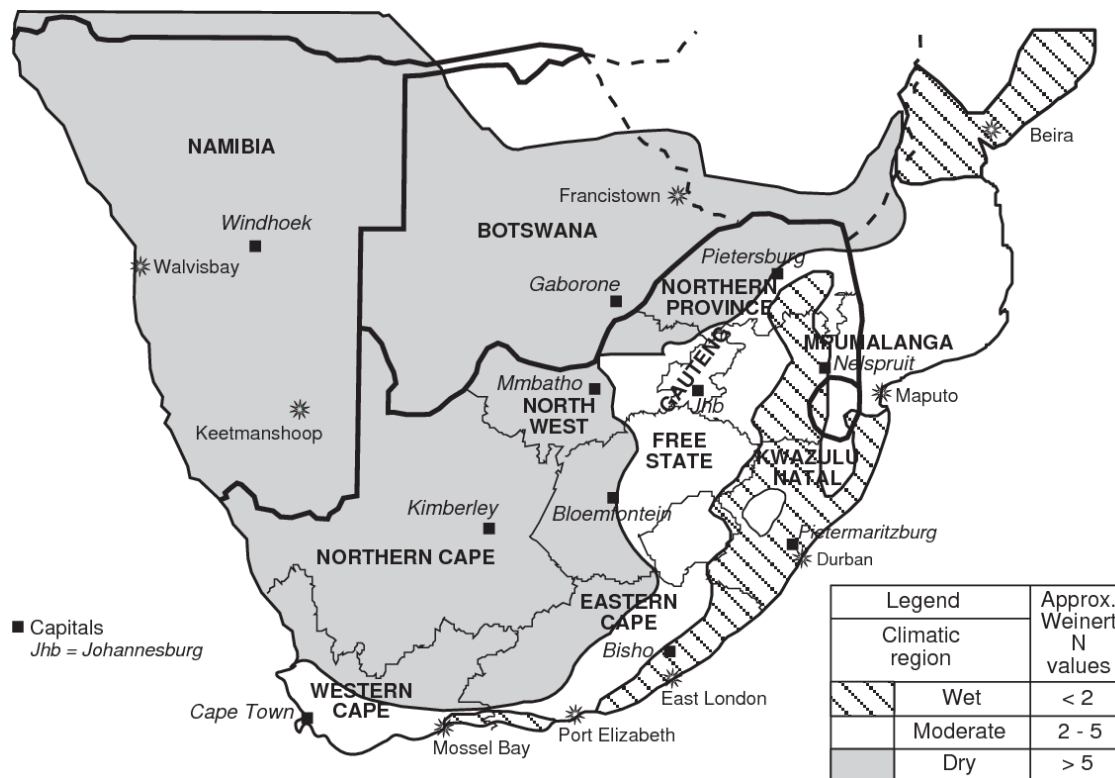 Beira
NAMIBIA
Francistown
Windhoek
BOTSWANA
Walvisbay
Pietersburg
Gaborone
NORTHERN
PROVINCE
MPUMALANGA
GAUTENG
Nelspruit
Mmbatho
Jhb
Maputo
NORTH
WEST
Keetmanshoop
FREE
STATE
KWAZULU
NATAL
Kimberley
Bloemfontein
Pietermaritzburg
NORTHERN CAPE
Durban
EASTERN
CAPE
Capitals
Jhb = Johannesburg
Bisho
WESTERN
CAPE
East London
Cape Town
Port Elizabeth
Mossel Bay
Legend
Approx.
Weinert
N
values
Climatic
region
Wet < 2
Moderate 2 - 5
Dry > 5